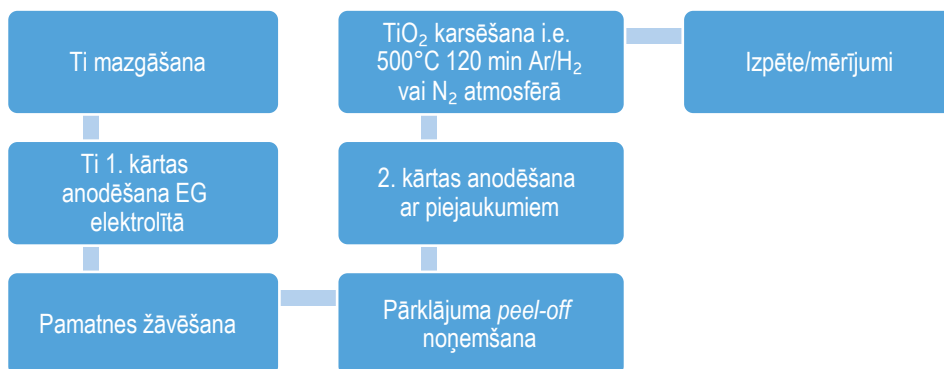 Ti mazgāšana
Ti 1. kārtas
anodēšana EG
elektrolītā
Pamatnes žāvēšana
Pārklājuma peel-off
noņemšana
2. kārtas anodēšana
ar piejaukumiem
TiO₂ karsēšana i.e.
500°C 120 min Ar/H₂
vai N₂ atmosfērā
Izpēte/mērījumi